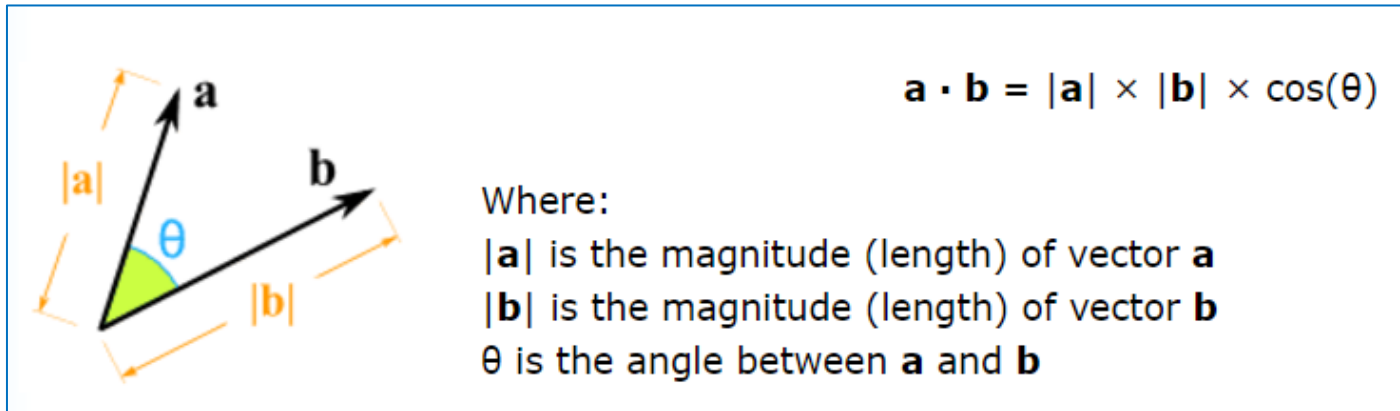 a
|a|
b
θ
|b|
a · b = |a| × |b| × cos(θ)
Where:
|a| is the magnitude (length) of vector a
|b| is the magnitude (length) of vector b
θ is the angle between a and b